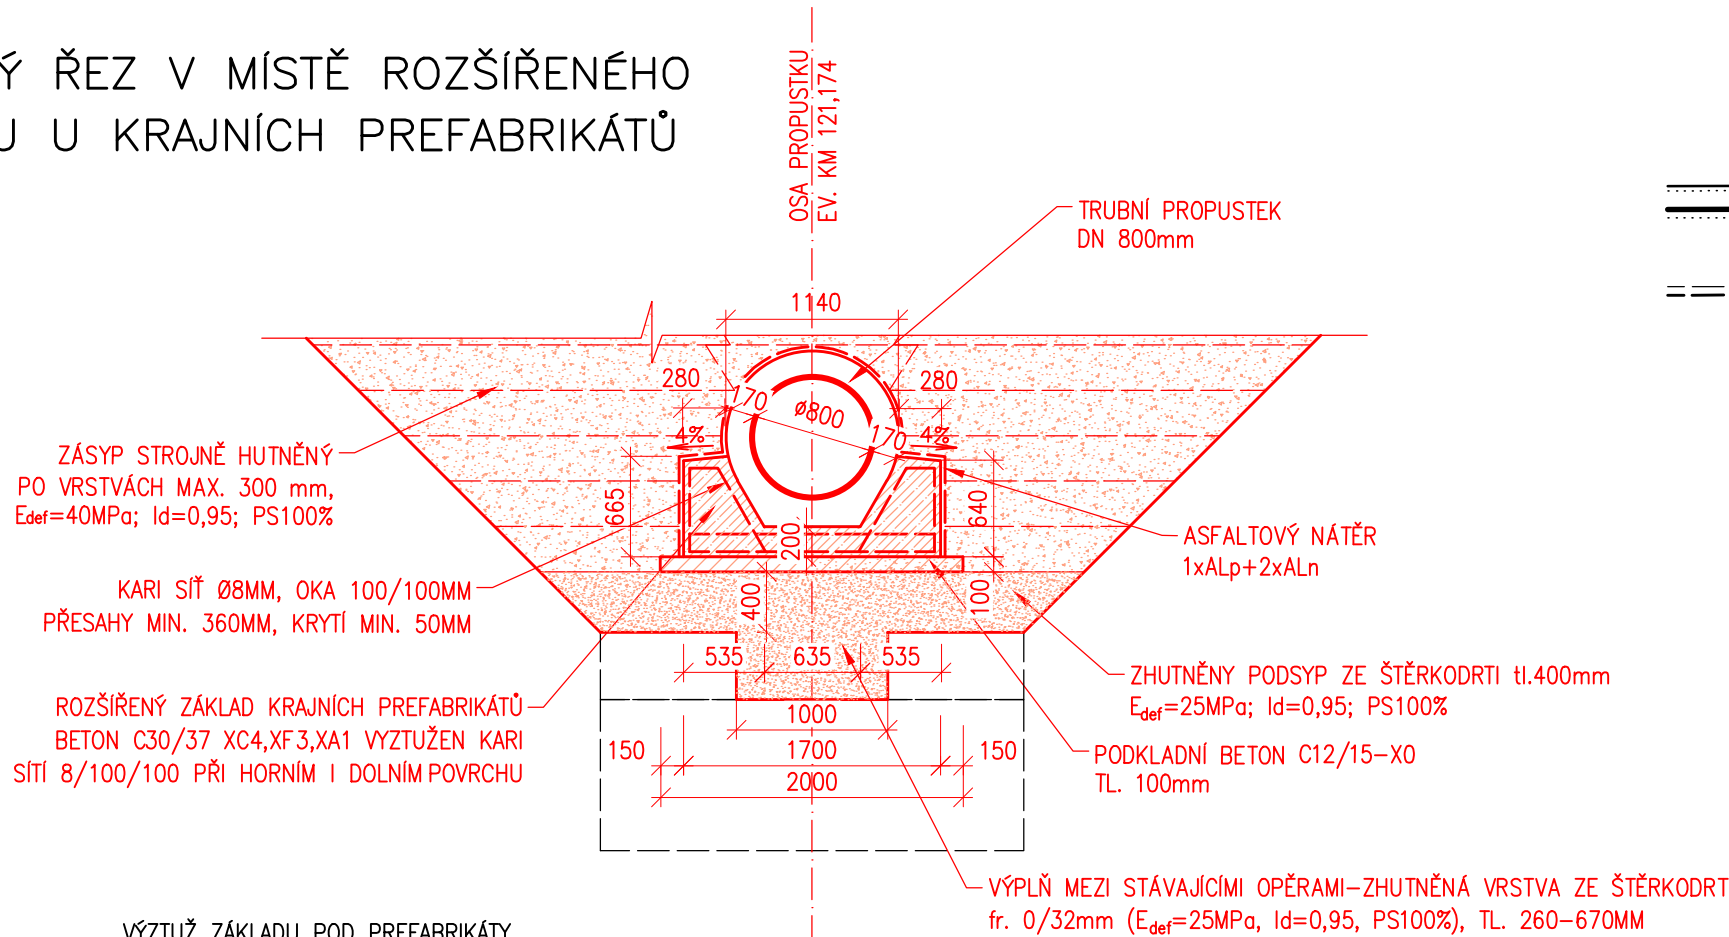 Ý ŘEZ V MÍSTĚ ROZŠÍŘENÉHO
U U KRAJNÍCH PREFABRIKÁTŮ
OSA PROPUSTKU
EV. KM 121,174
TRUBNÍ PROPUSTEK
DN 800mm
1140
280
280
170
ø800
170
4%
4%
ZÁSYP STROJNĚ HUTNĚNÝ
PO VRSTVÁCH MAX. 300 mm,
Edef=40MPa; Id=0,95; PS100%
665
640
200
ASFALTOVÝ NÁTĚR
1xALp+2xALn
KARI SÍŤ Ø8MM, OKA 100/100MM
PŘESAHY MIN. 360MM, KRYTÍ MIN. 50MM
400
100
535
635
535
ZHUTNĚNY PODSYP ZE ŠTĚRKODRTI tl.400mm
Edef=25MPa; Id=0,95; PS100%
ROZŠÍŘENÝ ZÁKLAD KRAJNÍCH PREFABRIKÁTŮ
BETON C30/37 XC4,XF3,XA1 VYZTUŽEN KARI
SÍTÍ 8/100/100 PŘI HORNÍM I DOLNÍM POVRCHU
1000
150
1700
150
2000
PODKLADNÍ BETON C12/15-X0
TL. 100mm
VÝPLŇ MEZI STÁVAJÍCÍMI OPĚRAMI-ZHUTNĚNÁ VRSTVA ZE ŠTĚRKODRT
fr. 0/32mm (Edef=25MPa, Id=0,95, PS100%), TL. 260-670MM
VÝZTUŽ ZÁKLADU POD PREFABRIKÁTY